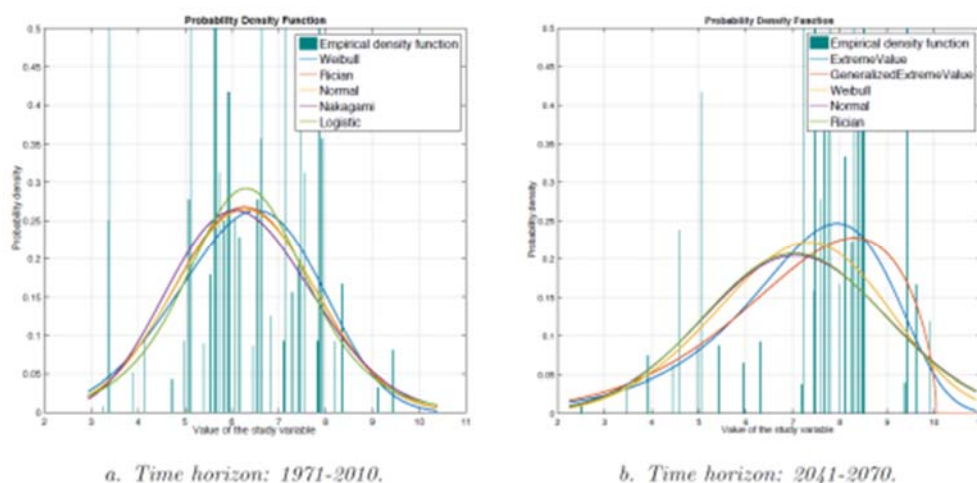 Probability Density Function
0.5
0.45
0.4
0.35
0.3
0.25
0.2
0.15
0.1
0.05
0
Probability density
Empirical density function
Weibull
Rician
Normal
Nakagami
Logistic
2 3 4 5 6 7 8 9 10 11
Value of the study variable
a. Time horizon: 1971-2010.
Probability Density Function
0.5
0.45
0.4
0.35
0.3
0.25
0.2
0.15
0.1
0.05
0
Probability density
Empirical density function
ExtremeValue
GeneralizedExtremeValue
Weibull
Normal
Rician
2 3 4 5 6 7 8 9 10
Value of the study variable
b. Time horizon: 2041-2070.